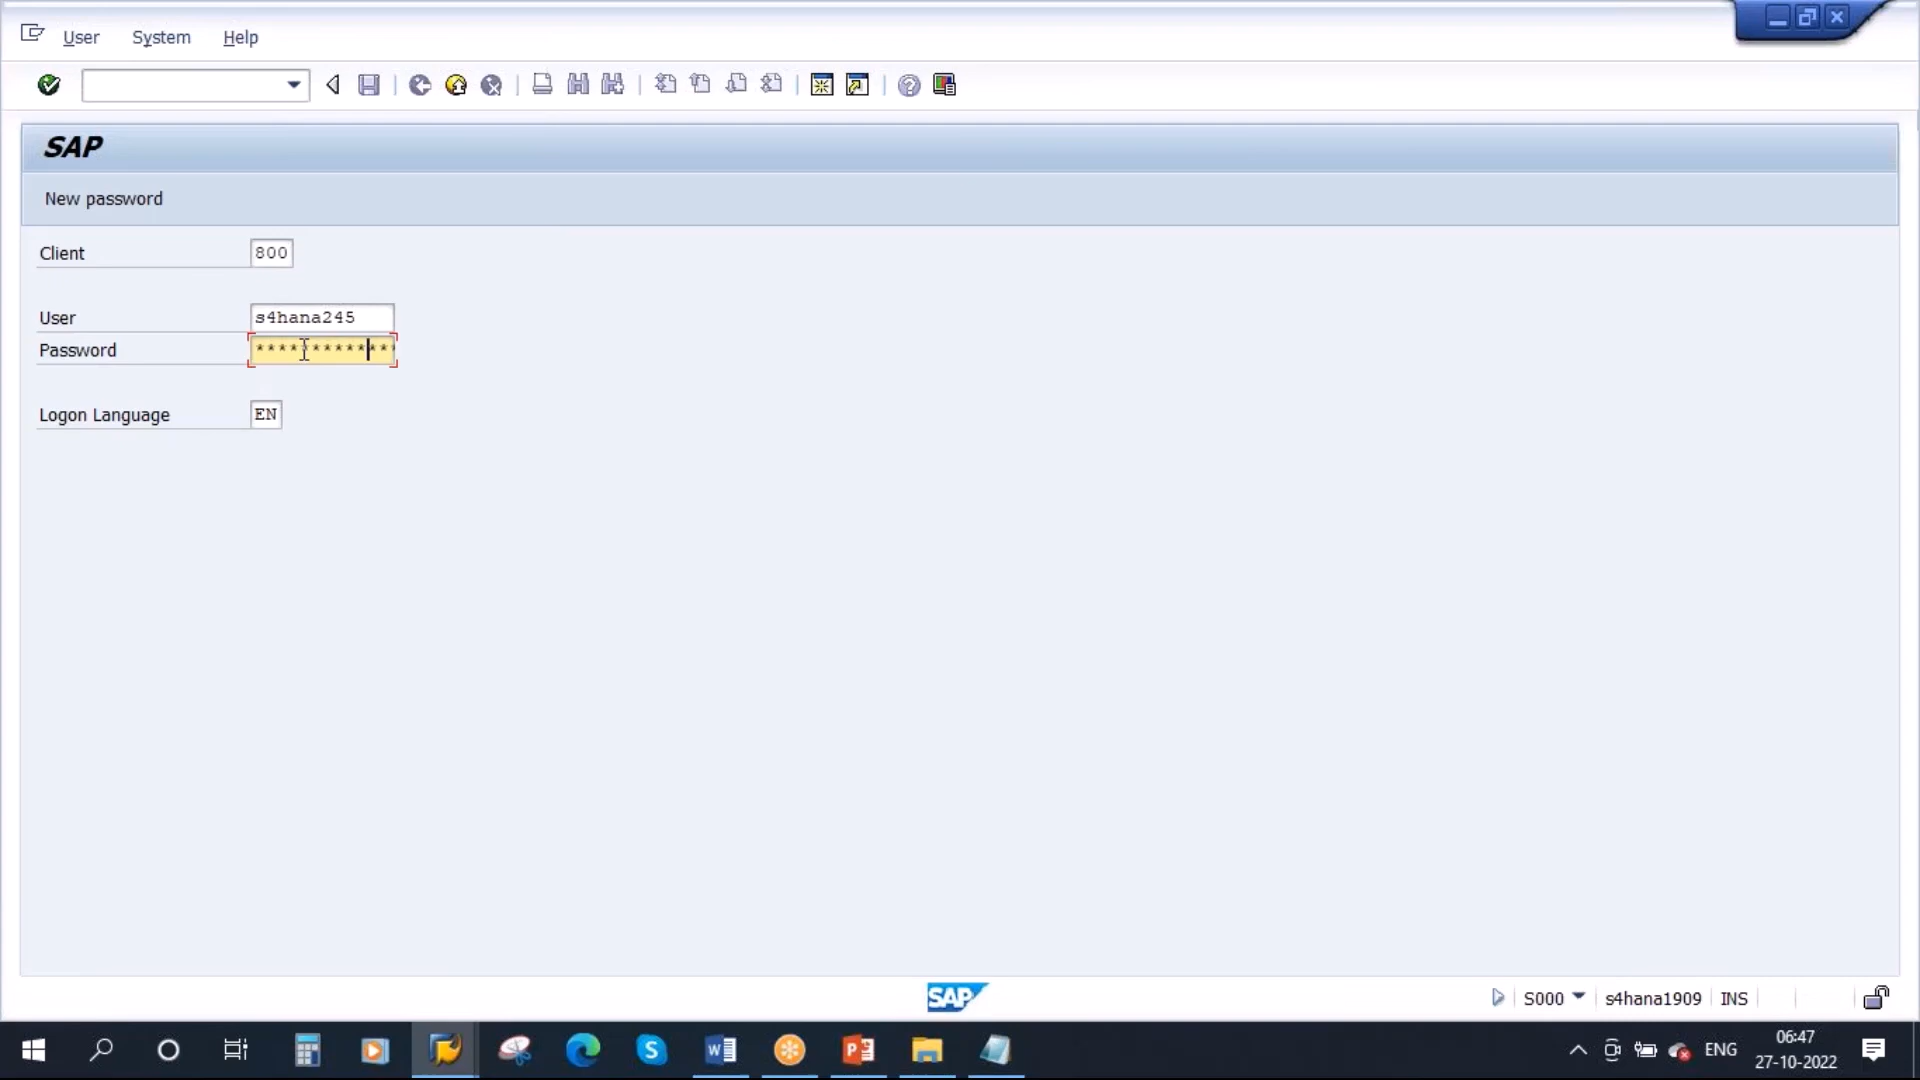 User System Help
SAP
New password
Client 800
User s4hana245
Password *************
Logon Language EN
SAP
S000 s4hana1909 INS
ENG
06:47
27-10-2022